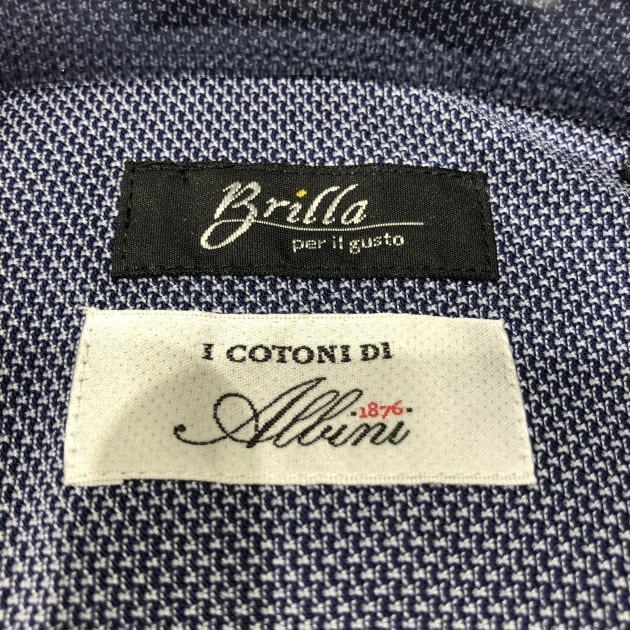 Brilla
per il gusto
I COTONI DI
Albini
·1876·